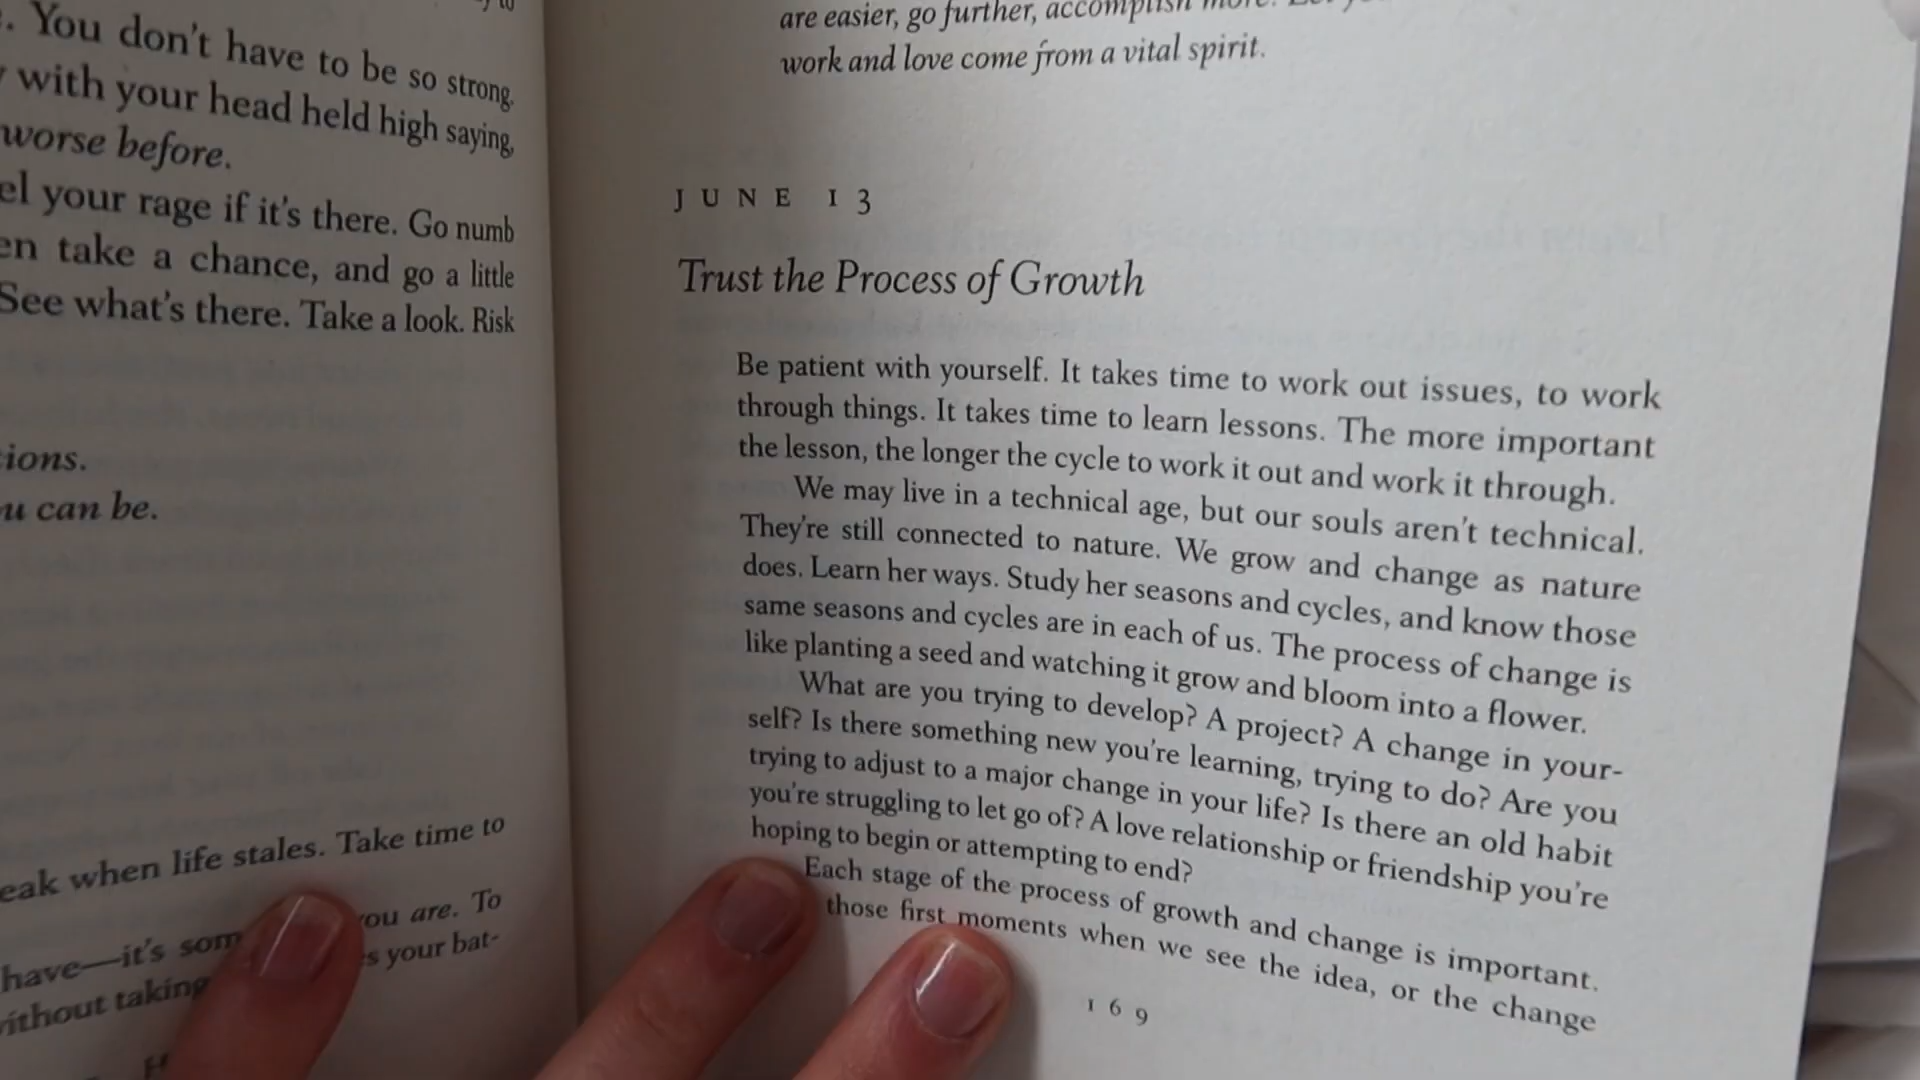 . You don't have to be so strong.
with your head held high saying,
worse before.
el your rage if it's there. Go numb
en take a chance, and go a little
See what's there. Take a look. Risk
ions.
u can be.
eak when life stales. Take time to
have—it's som you are. To
s your bat-
without taking
are easier, go further, accomplish more.
work and love come from a vital spirit.
JUNE 13
Trust the Process of Growth
Be patient with yourself. It takes time to work out issues, to work
through things. It takes time to learn lessons. The more important
the lesson, the longer the cycle to work it out and work it through.
We may live in a technical age, but our souls aren't technical.
They're still connected to nature. We grow and change as nature
does. Learn her ways. Study her seasons and cycles, and know those
same seasons and cycles are in each of us. The process of change is
like planting a seed and watching it grow and bloom into a flower.
What are you trying to develop? A project? A change in your-
self? Is there something new you're learning, trying to do? Are you
trying to adjust to a major change in your life? Is there an old habit
you're struggling to let go of? A love relationship or friendship you're
hoping to begin or attempting to end?
Each stage of the process of growth and change is important.
those first moments when we see the idea, or the change
169